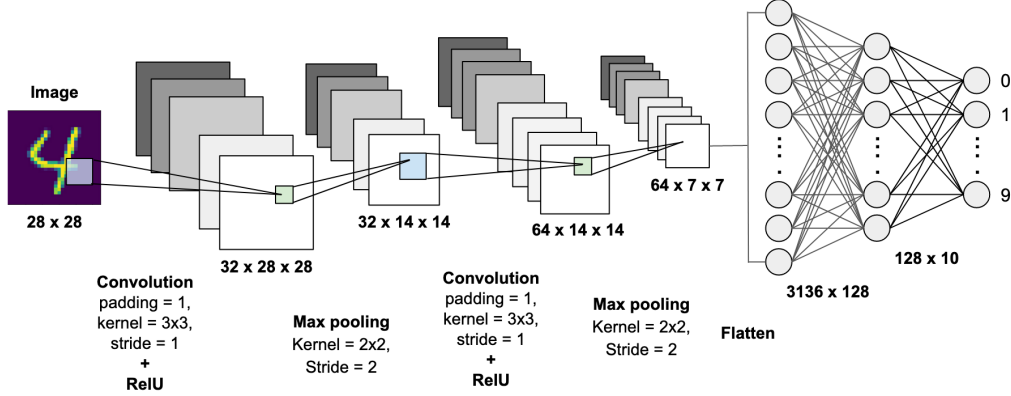 Image
28 x 28
32 x 28 x 28
32 x 14 x 14
64 x 14 x 14
64 x 7 x 7
0
1
9
128 x 10
3136 x 128
Convolution
padding = 1,
kernel = 3x3,
stride = 1
+
RelU
Max pooling
Kernel = 2x2,
Stride = 2
Convolution
padding = 1,
kernel = 3x3,
stride = 1
+
RelU
Max pooling
Kernel = 2x2,
Stride = 2
Flatten
4